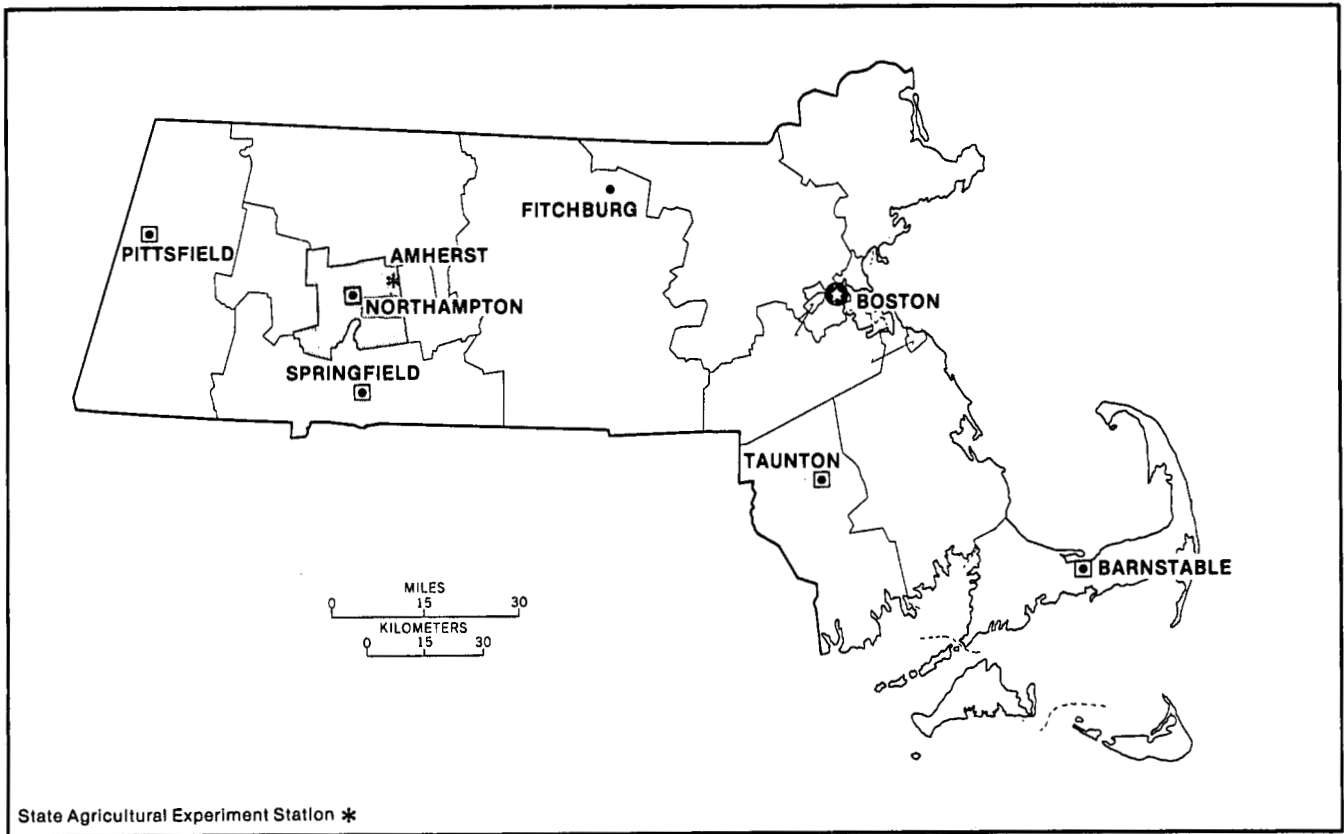 FITCHBURG
PITTSFIELD
AMHERST
NORTHAMPTON
BOSTON
SPRINGFIELD
TAUNTON
BARNSTABLE
MILES
0 15 30
KILOMETERS
0 15 30
State Agricultural Experiment Station *